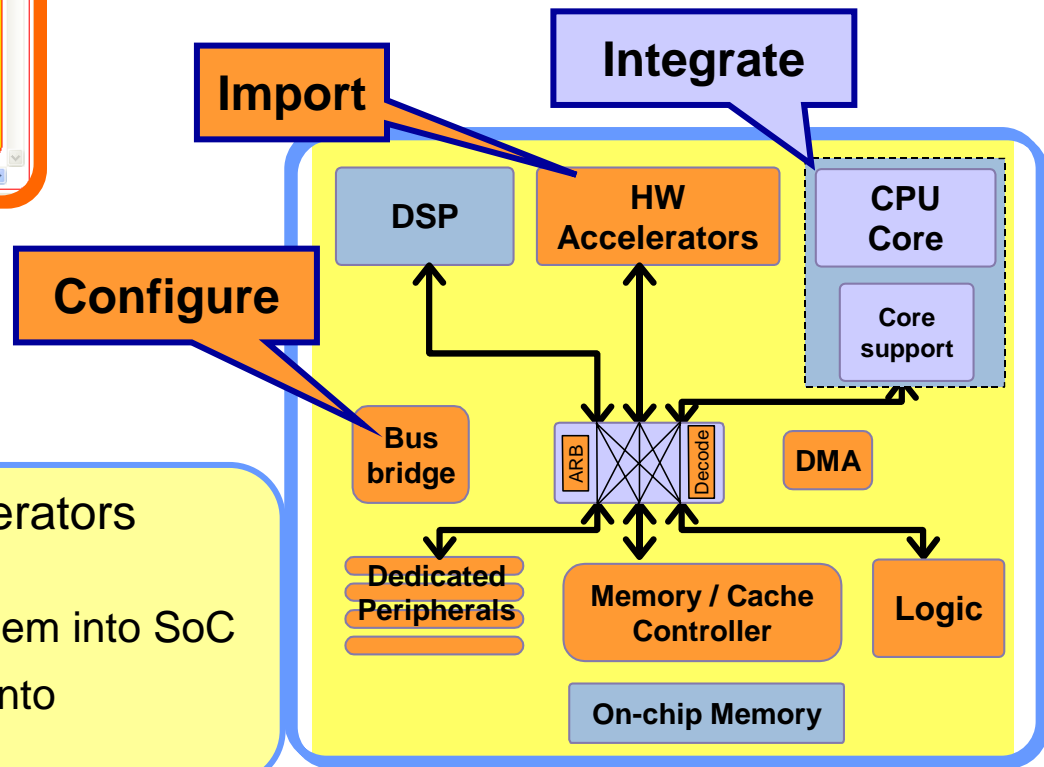 Integrate
Import
DSP
HW
Accelerators
CPU
Core
Configure
Core
support
Bus
bridge
ARB
Decode
DMA
erators
Dedicated
Peripherals
Memory / Cache
Controller
Logic
em into SoC
nto
On-chip Memory